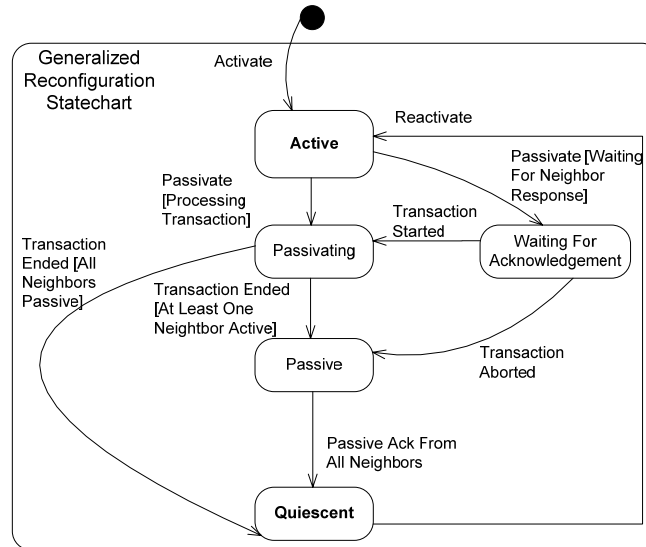 Generalized
Reconfiguration
Statechart
Activate
Active
Reactivate
Passivate
[Processing
Transaction]
Passivate [Waiting
For Neighbor
Response]
Transaction
Started
Waiting For
Acknowledgement
Passivating
Transaction
Ended [All
Neighbors
Passive]
Transaction Ended
[At Least One
Neightbor Active]
Passive
Transaction
Aborted
Passive Ack From
All Neighbors
Quiescent